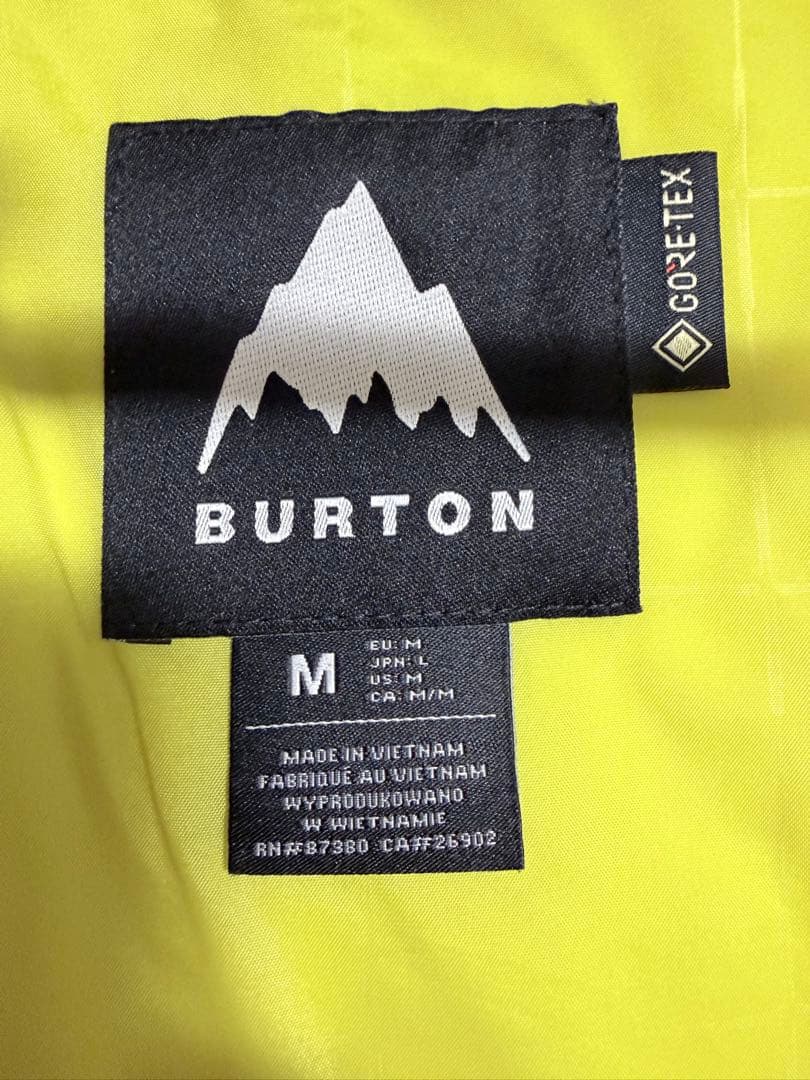 BURTON
GORE-TEX
M
EU: M
JPN: L
US: M
CA: M/M
MADE IN VIETNAM
FABRIQUÉ AU VIETNAM
WYPRODUKOWANO
W WIETNAMIE
RN#87380 CA#26902